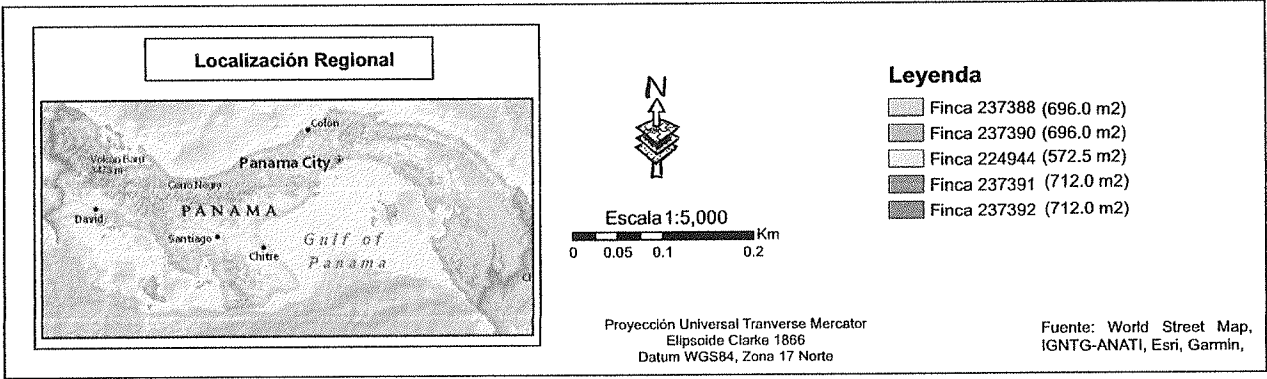 Localización Regional
Colón
Volcan Baru
3475 m
Panama City
Cerro Negro
PANAMA
David
Santiago
Chitre
Gulf of
Panama
N
Escala 1:5,000
Km
0 0.05 0.1 0.2
Proyección Universal Tranverse Mercator
Elipsoide Clarke 1866
Datum WGS84, Zona 17 Norte
Leyenda
Finca 237388 (696.0 m2)
Finca 237390 (696.0 m2)
Finca 224944 (572.5 m2)
Finca 237391 (712.0 m2)
Finca 237392 (712.0 m2)
Fuente: World Street Map,
IGNTG-ANATI, Esri, Garmin,